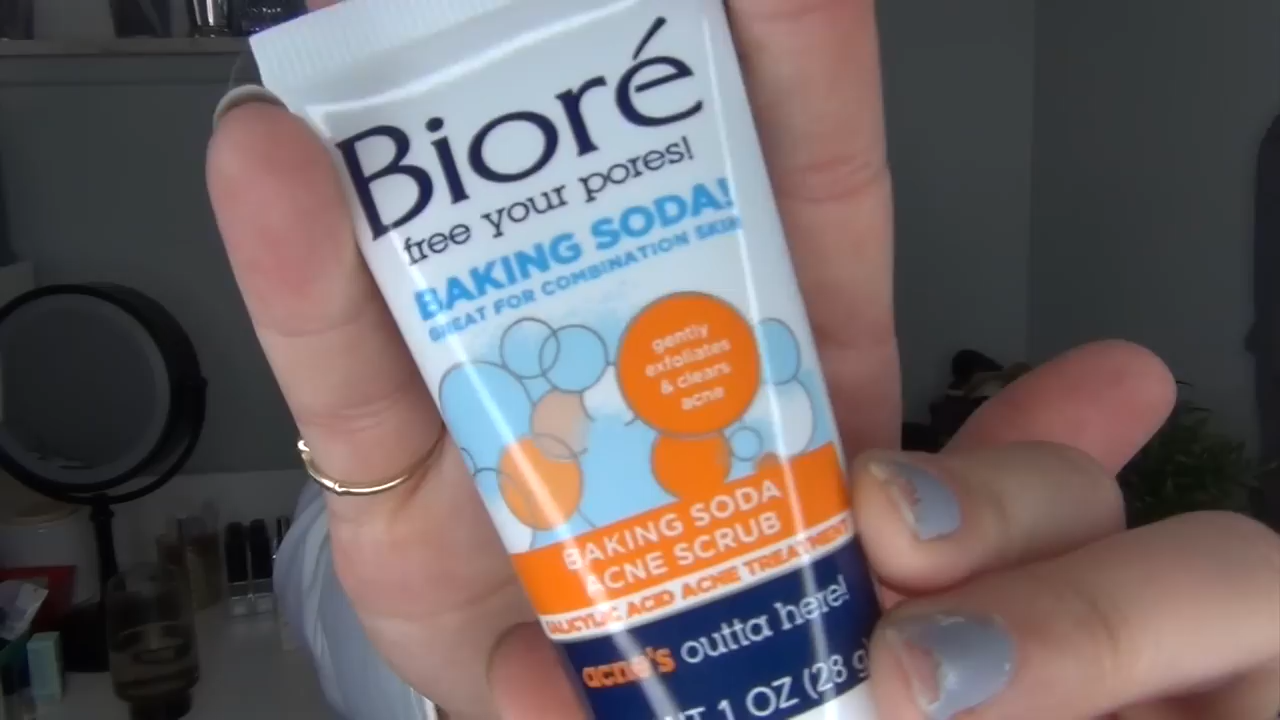 Bioré
free your pores!
BAKING SODA!
GREAT FOR COMBINATION SKIN
gently
exfoliates
& clears
acne
BAKING SODA
ACNE SCRUB
SALICYLIC ACID ACNE TREATMENT
acne's outta here!
1 OZ (28 g)